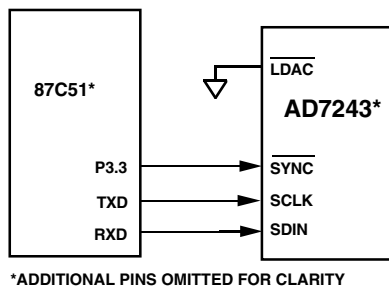 87C51*
P3.3
TXD
RXD
LDAC
AD7243*
SYNC
SCLK
SDIN
*ADDITIONAL PINS OMITTED FOR CLARITY